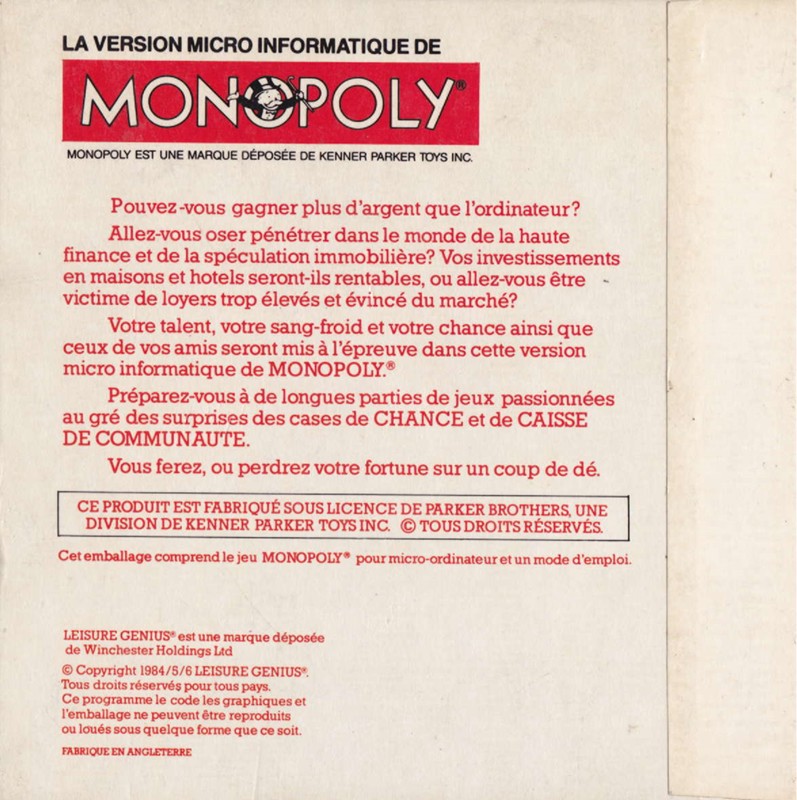 LA VERSION MICRO INFORMATIQUE DE
MONOPOLY®
MONOPOLY EST UNE MARQUE DÉPOSÉE DE KENNER PARKER TOYS INC.
Pouvez-vous gagner plus d'argent que l'ordinateur?
Allez-vous oser pénétrer dans le monde de la haute
finance et de la spéculation immobilière? Vos investissements
en maisons et hotels seront-ils rentables, ou allez-vous être
victime de loyers trop élevés et évincé du marché?
Votre talent, votre sang-froid et votre chance ainsi que
ceux de vos amis seront mis à l'épreuve dans cette version
micro informatique de MONOPOLY.®
Préparez-vous à de longues parties de jeux passionnées
au gré des surprises des cases de CHANCE et de CAISSE
DE COMMUNAUTE.
Vous ferez, ou perdrez votre fortune sur un coup de dé.
CE PRODUIT EST FABRIQUÉ SOUS LICENCE DE PARKER BROTHERS, UNE
DIVISION DE KENNER PARKER TOYS INC. © TOUS DROITS RÉSERVÉS.
Cet emballage comprend le jeu MONOPOLY® pour micro-ordinateur et un mode d'emploi.
LEISURE GENIUS® est une marque déposée
de Winchester Holdings Ltd
© Copyright 1984/5/6 LEISURE GENIUS®.
Tous droits réservés pour tous pays.
Ce programme le code les graphiques et
l'emballage ne peuvent être reproduits
ou loués sous quelque forme que ce soit.
FABRIQUE EN ANGLETERRE